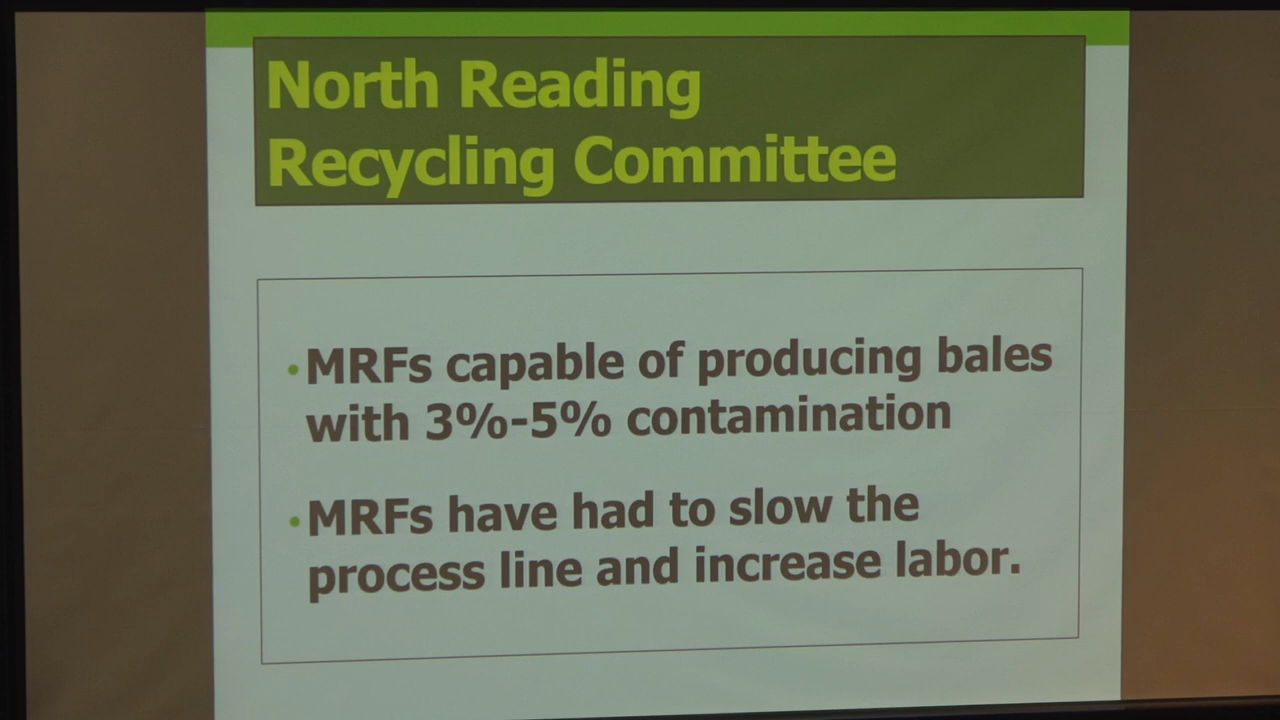 North Reading
Recycling Committee
• MRFs capable of producing bales
with 3%-5% contamination
• MRFs have had to slow the
process line and increase labor.